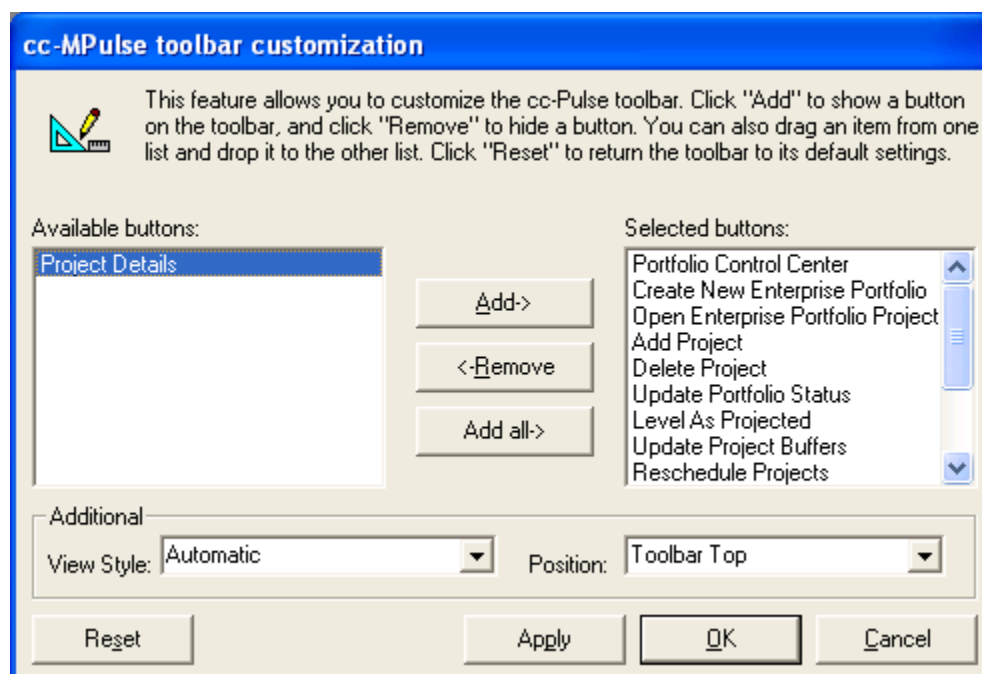 cc-MPulse toolbar customization
This feature allows you to customize the cc-Pulse toolbar. Click "Add" to show a button
on the toolbar, and click "Remove" to hide a button. You can also drag an item from one
list and drop it to the other list. Click "Reset" to return the toolbar to its default settings.
Available buttons:
Project Details
Add->
<-Remove
Add all->
Selected buttons:
Portfolio Control Center
Create New Enterprise Portfolio
Open Enterprise Portfolio Project
Add Project
Delete Project
Update Portfolio Status
Level As Projected
Update Project Buffers
Reschedule Projects
Additional
View Style: Automatic
Position: Toolbar Top
Reset
Apply
OK
Cancel